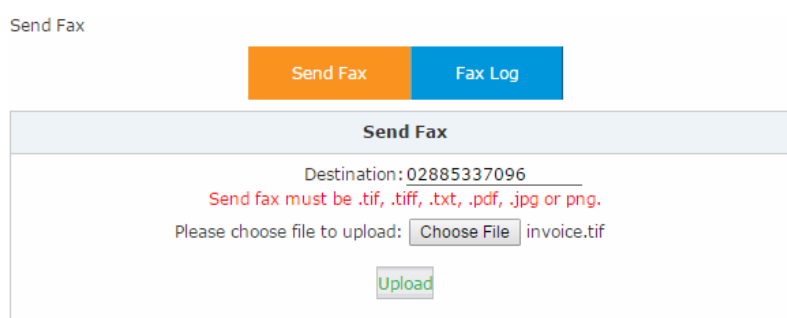 Send Fax
Send Fax Fax Log
Send Fax
Destination: 02885337096
Send fax must be .tif, .tiff, .txt, .pdf, .jpg or png.
Please choose file to upload: Choose File invoice.tif
Upload